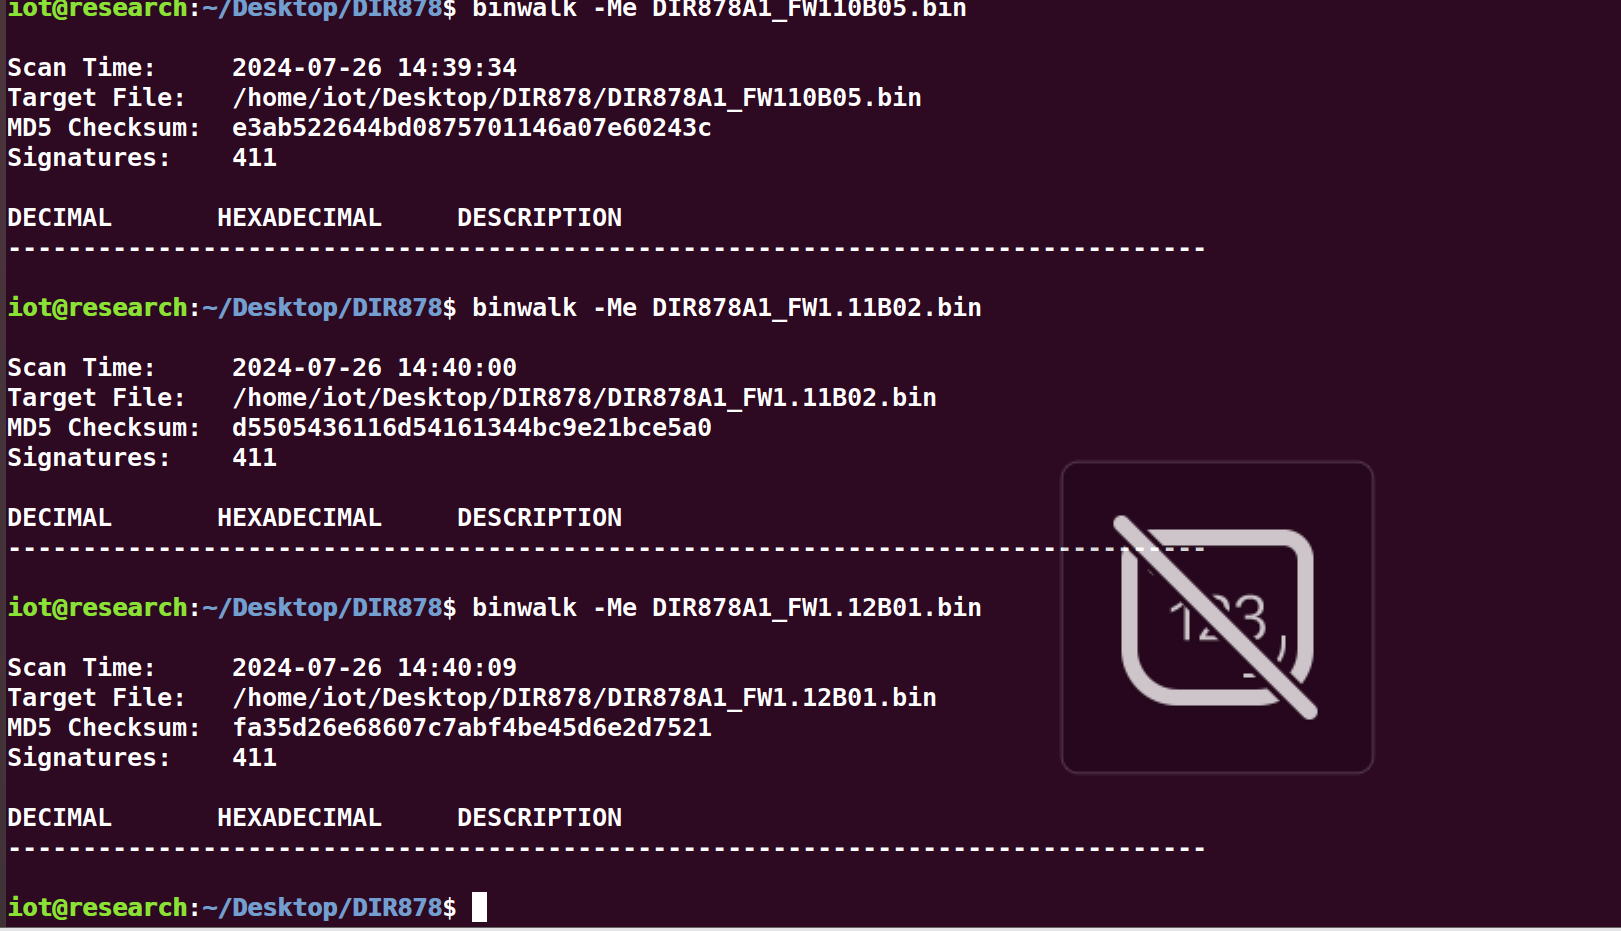 iot@research:~/Desktop/DIR878$ binwalk -Me DIR878A1_FW110B05.bin
Scan Time:     2024-07-26 14:39:34
Target File:   /home/iot/Desktop/DIR878/DIR878A1_FW110B05.bin
MD5 Checksum:  e3ab522644bd0875701146a07e60243c
Signatures:    411
DECIMAL       HEXADECIMAL     DESCRIPTION
--------------------------------------------------------------------------------
iot@research:~/Desktop/DIR878$ binwalk -Me DIR878A1_FW1.11B02.bin
Scan Time:     2024-07-26 14:40:00
Target File:   /home/iot/Desktop/DIR878/DIR878A1_FW1.11B02.bin
MD5 Checksum:  d5505436116d54161344bc9e21bce5a0
Signatures:    411
DECIMAL       HEXADECIMAL     DESCRIPTION
--------------------------------------------------------------------------------
iot@research:~/Desktop/DIR878$ binwalk -Me DIR878A1_FW1.12B01.bin
Scan Time:     2024-07-26 14:40:09
Target File:   /home/iot/Desktop/DIR878/DIR878A1_FW1.12B01.bin
MD5 Checksum:  fa35d26e68607c7abf4be45d6e2d7521
Signatures:    411
DECIMAL       HEXADECIMAL     DESCRIPTION
--------------------------------------------------------------------------------
iot@research:~/Desktop/DIR878$
123